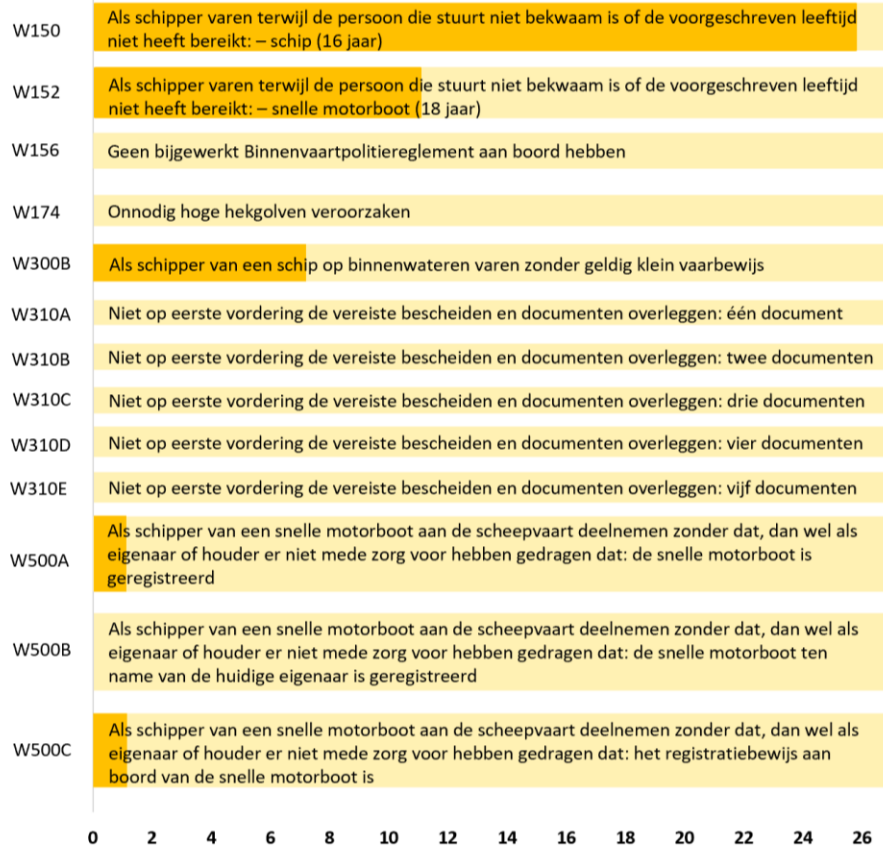 W150
Als schipper varen terwijl de persoon die stuurt niet bekwaam is of de voorgeschreven leeftijd
niet heeft bereikt: – schip (16 jaar)
W152
Als schipper varen terwijl de persoon die stuurt niet bekwaam is of de voorgeschreven leeftijd
niet heeft bereikt: – snelle motorboot (18 jaar)
W156
Geen bijgewerkt Binnenvaartpolitiereglement aan boord hebben
W174
Onnodig hoge hekgolven veroorzaken
W300B
Als schipper van een schip op binnenwateren varen zonder geldig klein vaarbewijs
W310A
Niet op eerste vordering de vereiste bescheiden en documenten overleggen: één document
W310B
Niet op eerste vordering de vereiste bescheiden en documenten overleggen: twee documenten
W310C
Niet op eerste vordering de vereiste bescheiden en documenten overleggen: drie documenten
W310D
Niet op eerste vordering de vereiste bescheiden en documenten overleggen: vier documenten
W310E
Niet op eerste vordering de vereiste bescheiden en documenten overleggen: vijf documenten
W500A
Als schipper van een snelle motorboot aan de scheepvaart deelnemen zonder dat, dan wel als
eigenaar of houder er niet mede zorg voor hebben gedragen dat: de snelle motorboot is
geregistreerd
W500B
Als schipper van een snelle motorboot aan de scheepvaart deelnemen zonder dat, dan wel als
eigenaar of houder er niet mede zorg voor hebben gedragen dat: de snelle motorboot ten
name van de huidige eigenaar is geregistreerd
W500C
Als schipper van een snelle motorboot aan de scheepvaart deelnemen zonder dat, dan wel als
eigenaar of houder er niet mede zorg voor hebben gedragen dat: het registratiebewijs aan
boord van de snelle motorboot is
0 2 4 6 8 10 12 14 16 18 20 22 24 26